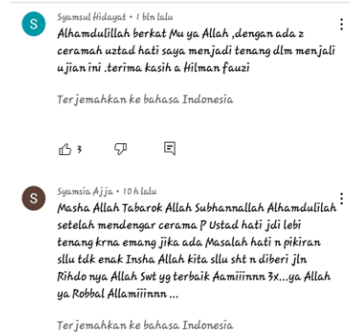 S
Syamsul Hidayat • 1 bln lalu
Alhamdulillah berkat Mu ya Allah ,dengan ada z
ceramah uztad hati saya menjadi tenang dlm menjali
ujian ini .terima kasih a Hilman fauzi
Terjemahkan ke bahasa Indonesia
3
S
Syamsia Ajja • 10 h lalu
Masha Allah Tabarok Allah Subhannallah Alhamdulilah
setelah mendengar cerama P Ustad hati jdi lebi
tenang krna emang jika ada Masalah hati n pikiran
sllu tdk enak Insha Allah kita sllu sht n diberi jln
Rihdo nya Allah Swt yg terbaik Aamiiinnn 3x...ya Allah
ya Robbal Allamiiinnn ...
Terjemahkan ke bahasa Indonesia